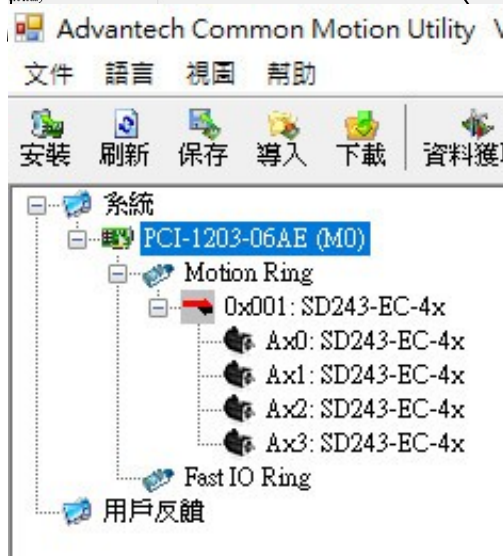 Advantech Common Motion Utility
文件 語言 視圖 幫助
安裝 刷新 保存 導入 下載 資料獲
系統
PCI-1203-06AE (M0)
Motion Ring
0x001: SD243-EC-4x
Ax0: SD243-EC-4x
Ax1: SD243-EC-4x
Ax2: SD243-EC-4x
Ax3: SD243-EC-4x
Fast IO Ring
用戶反饋